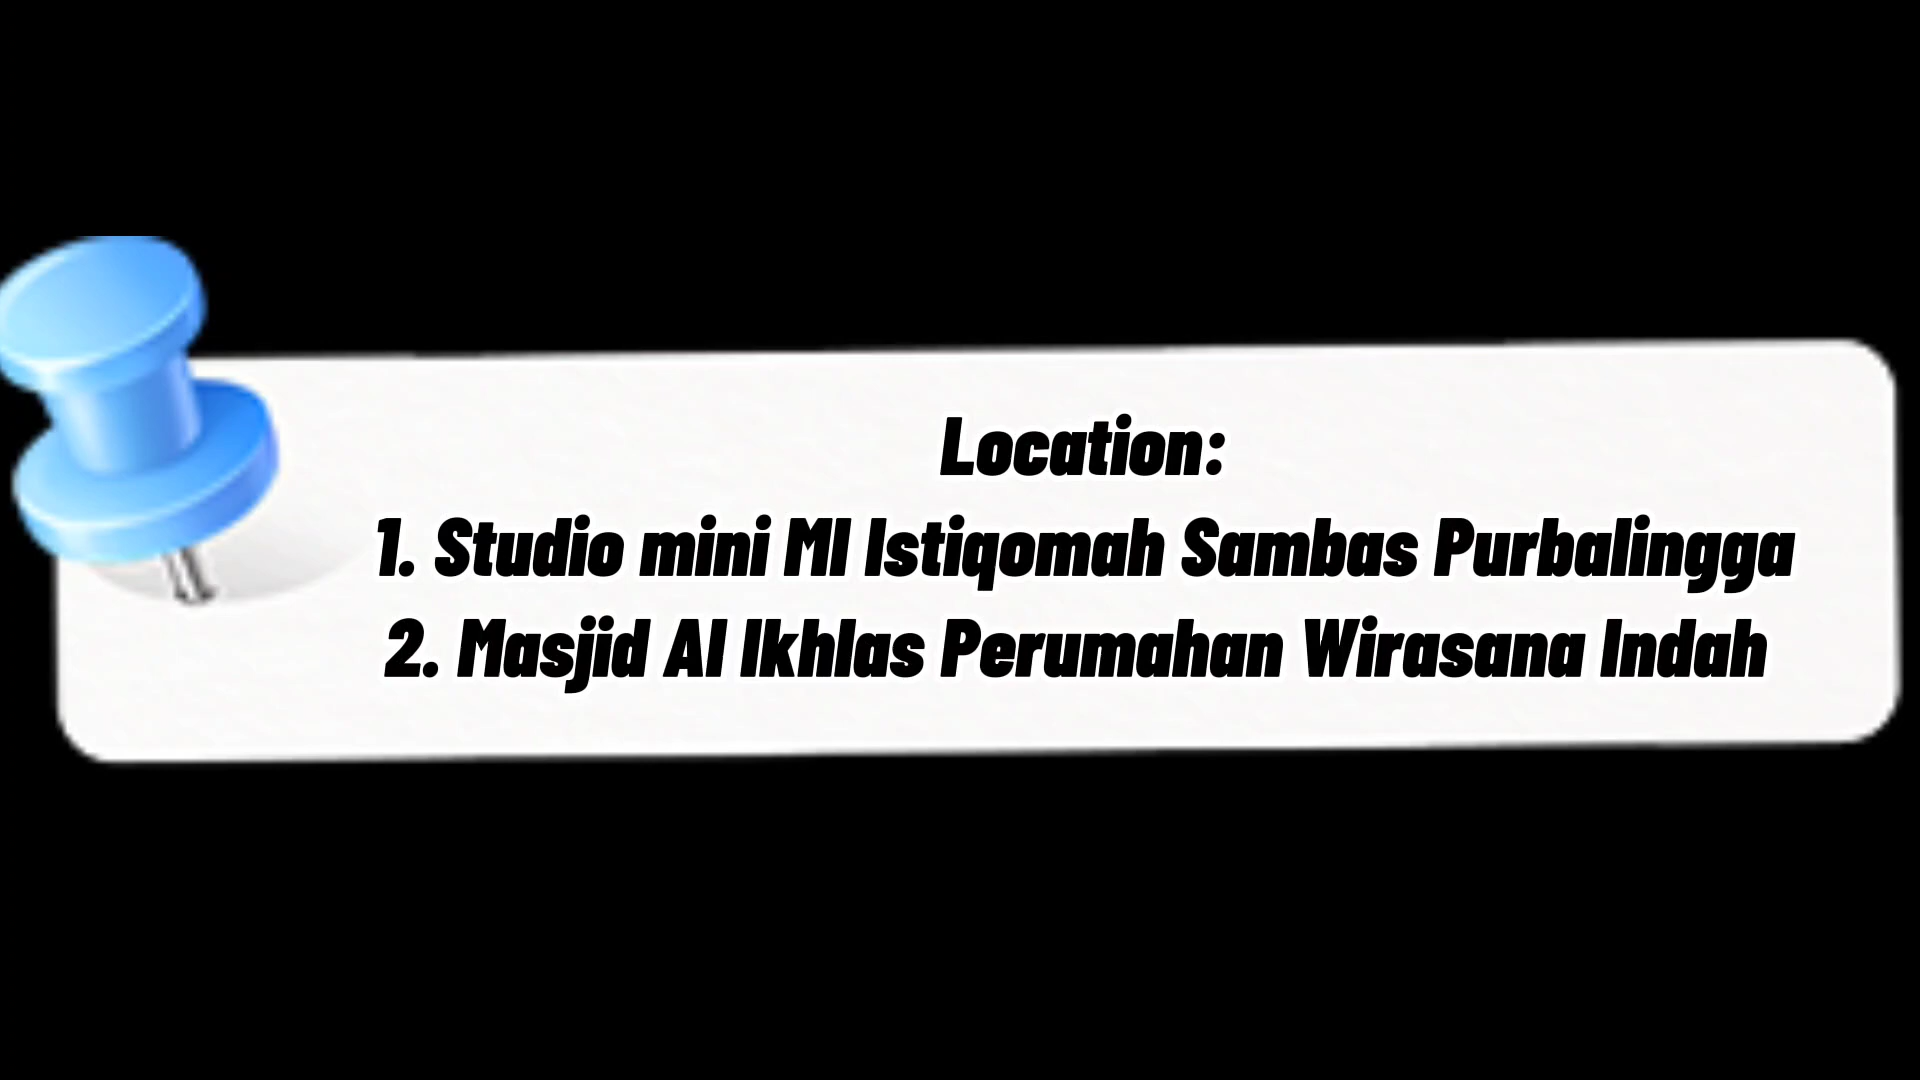 Location:
1. Studio mini MI Istiqomah Sambas Purbalingga
2. Masjid Al Ikhlas Perumahan Wirasana Indah